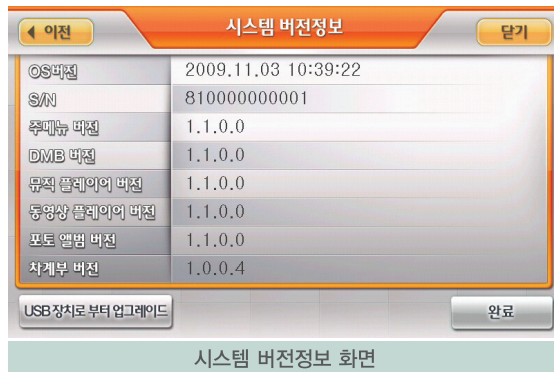 이전 시스템 버전정보 닫기
OS버전 2009.11.03 10:39:22
S/N 810000000001
주메뉴 버전 1.1.0.0
DMB 버전 1.1.0.0
뮤직 플레이어 버전 1.1.0.0
동영상 플레이어 버전 1.1.0.0
포토 앨범 버전 1.1.0.0
차계부 버전 1.0.0.4
USB 장치로 부터 업그레이드 완료
시스템 버전정보 화면